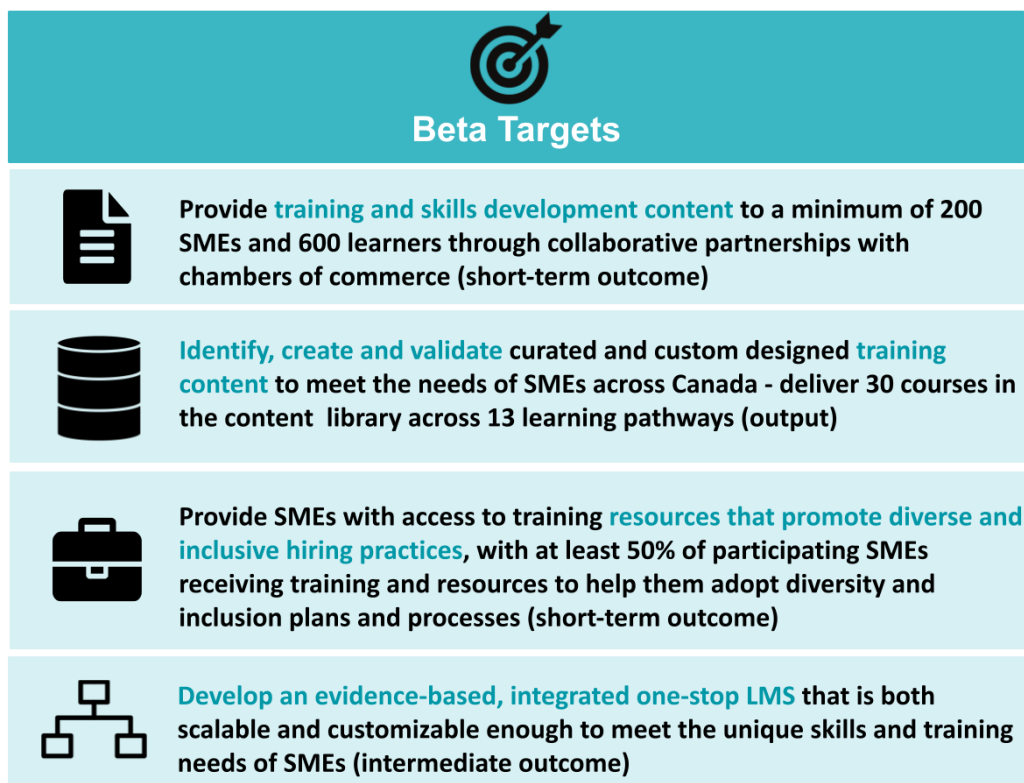 Beta Targets
Provide training and skills development content to a minimum of 200
SMEs and 600 learners through collaborative partnerships with
chambers of commerce (short-term outcome)
Identify, create and validate curated and custom designed training
content to meet the needs of SMEs across Canada - deliver 30 courses in
the content  library across 13 learning pathways (output)
Provide SMEs with access to training resources that promote diverse and
inclusive hiring practices, with at least 50% of participating SMEs
receiving training and resources to help them adopt diversity and
inclusion plans and processes (short-term outcome)
Develop an evidence-based, integrated one-stop LMS that is both
scalable and customizable enough to meet the unique skills and training
needs of SMEs (intermediate outcome)